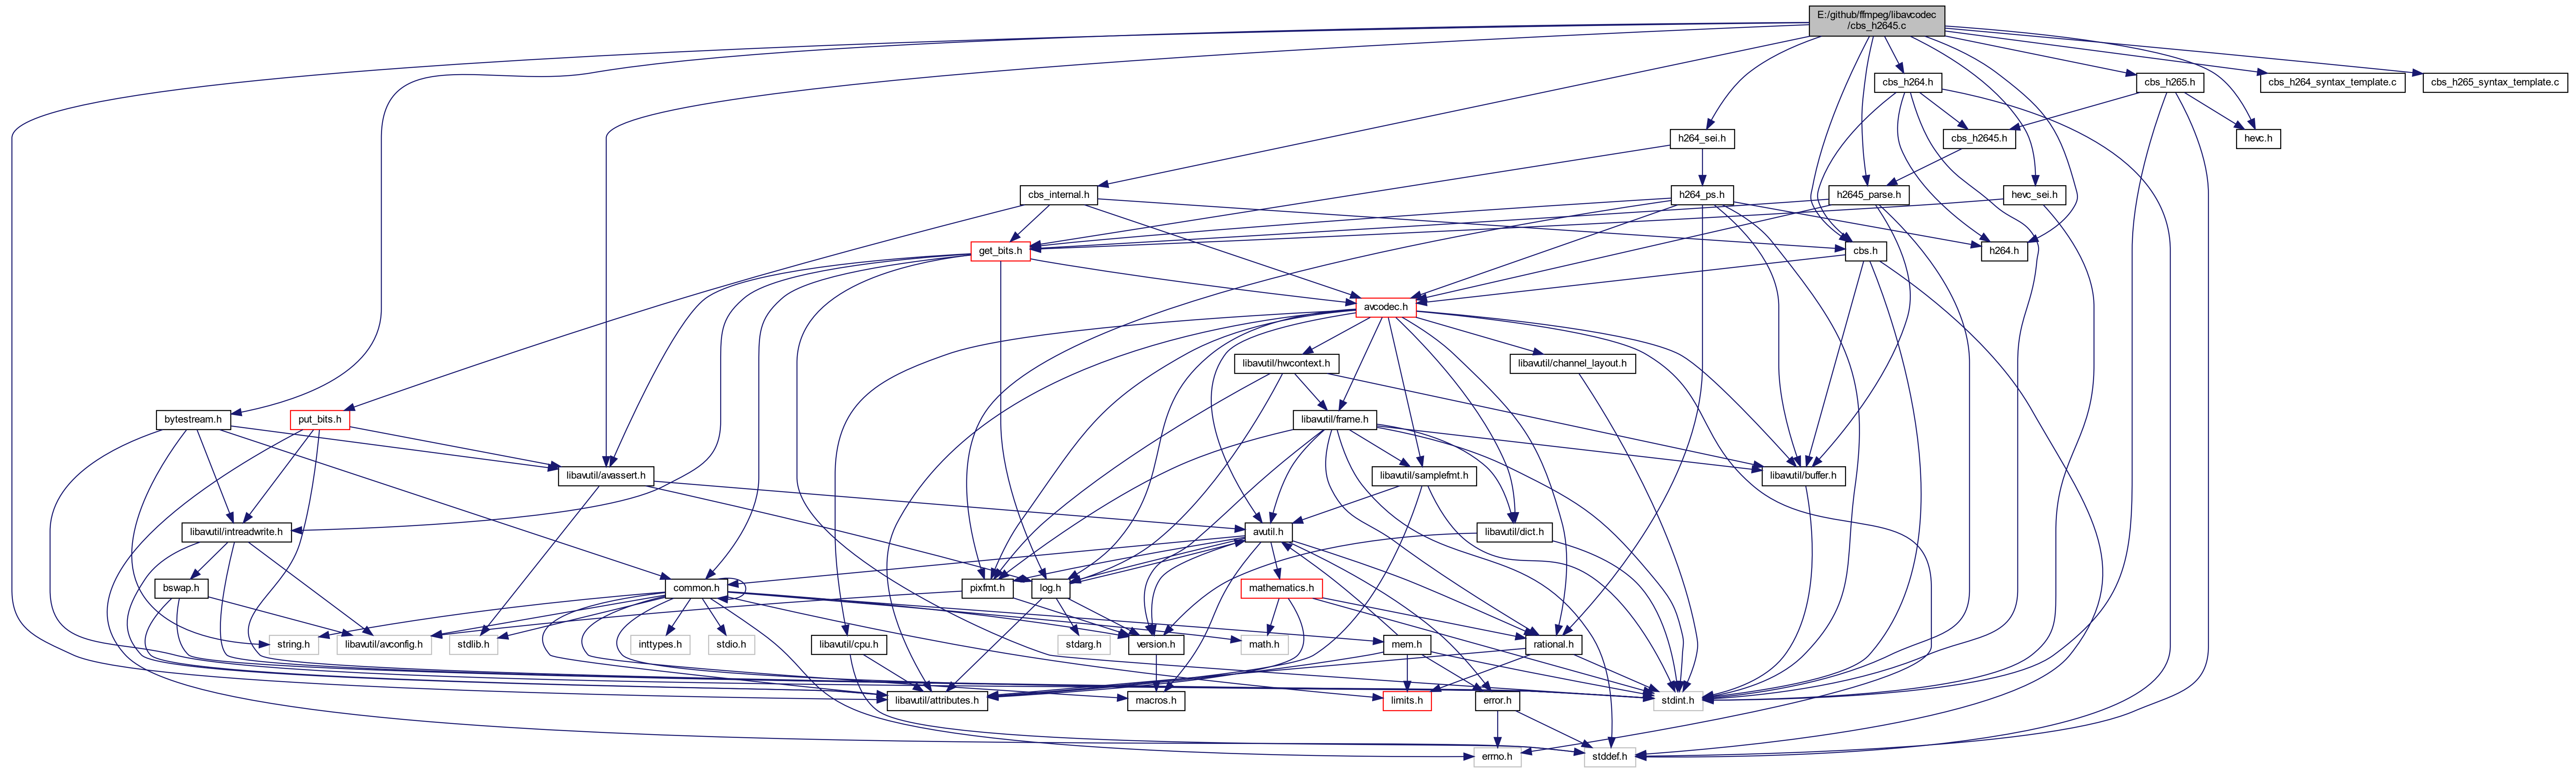 E:/github/ffmpeg/libavcodec
/cbs_h2645.c
cbs_h264.h
cbs_h265.h
cbs_h264_syntax_template.c
cbs_h265_syntax_template.c
h264_sei.h
cbs_h2645.h
hevc.h
cbs_internal.h
h264_ps.h
h2645_parse.h
hevc_sei.h
get_bits.h
cbs.h
h264.h
avcodec.h
libavutil/hwcontext.h
libavutil/channel_layout.h
bytestream.h
put_bits.h
libavutil/frame.h
libavutil/avassert.h
libavutil/samplefmt.h
libavutil/buffer.h
libavutil/intreadwrite.h
avutil.h
libavutil/dict.h
bswap.h
common.h
pixfmt.h
log.h
mathematics.h
string.h
libavutil/avconfig.h
stdlib.h
inttypes.h
stdio.h
libavutil/cpu.h
stdarg.h
version.h
math.h
mem.h
rational.h
libavutil/attributes.h
macros.h
limits.h
error.h
stdint.h
errno.h
stddef.h